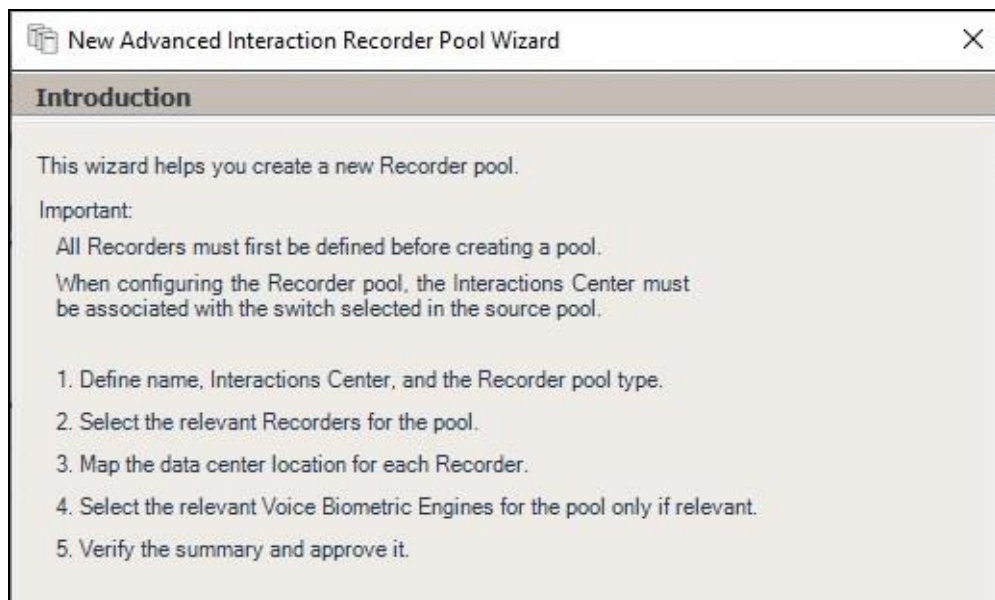 New Advanced Interaction Recorder Pool Wizard
Introduction
This wizard helps you create a new Recorder pool.
Important:
All Recorders must first be defined before creating a pool.
When configuring the Recorder pool, the Interactions Center must
be associated with the switch selected in the source pool.
1. Define name, Interactions Center, and the Recorder pool type.
2. Select the relevant Recorders for the pool.
3. Map the data center location for each Recorder.
4. Select the relevant Voice Biometric Engines for the pool only if relevant.
5. Verify the summary and approve it.